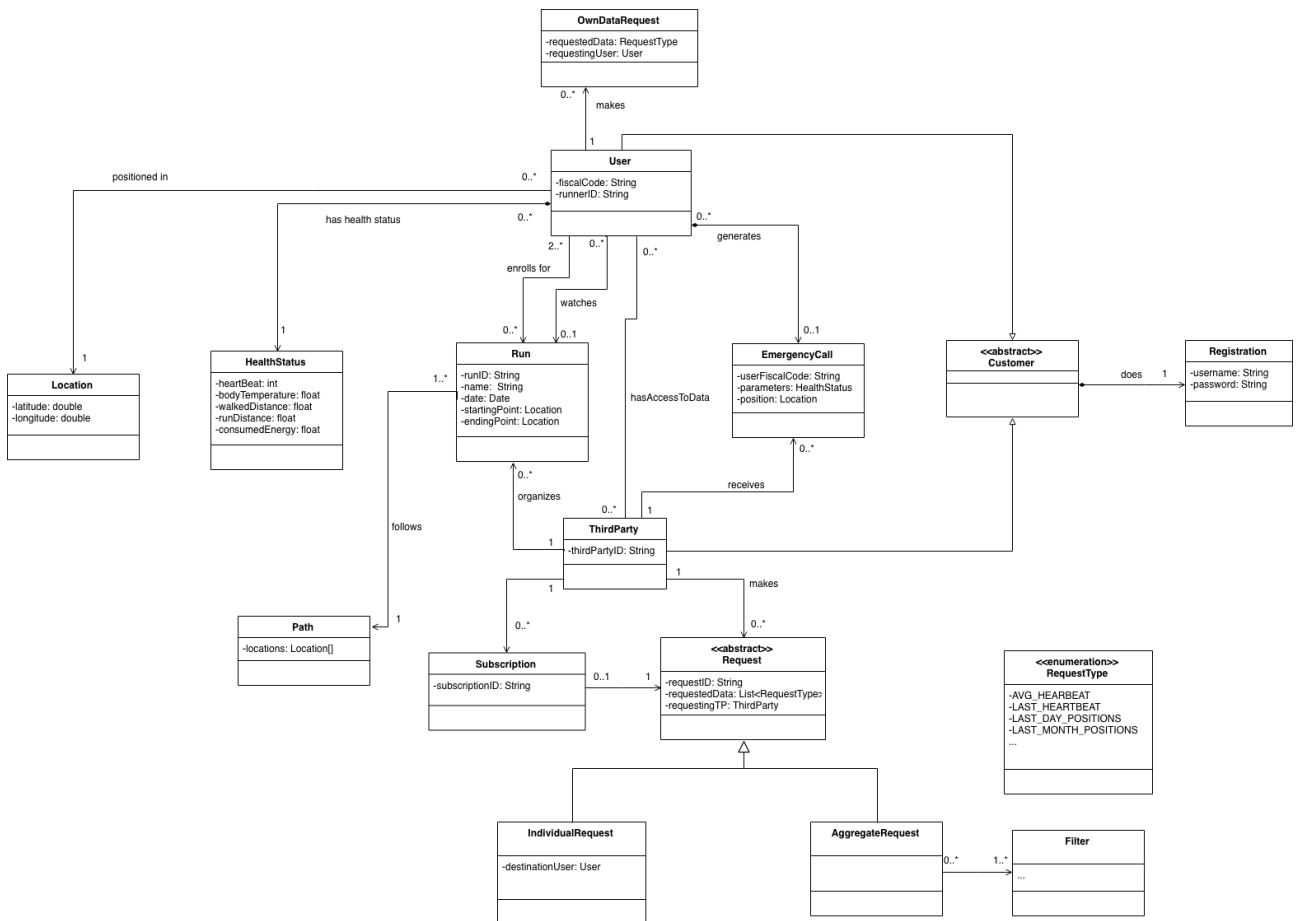 OwnDataRequest
-requestedData: RequestType
-requestingUser: User
0..*
makes
1
User
-fiscalCode: String
-runnerID: String
positioned in
0..*
has health status
0..*
0..*
generates
2..*
0..*
0..*
enrolls for
watches
0..*
0..1
0..1
1
1
Location
-latitude: double
-longitude: double
HealthStatus
-heartBeat: int
-bodyTemperature: float
-walkedDistance: float
-runDistance: float
-consumedEnergy: float
Run
-runID: String
-name: String
-date: Date
-startingPoint: Location
-endingPoint: Location
1..*
hasAccessToData
EmergencyCall
-userFiscalCode: String
-parameters: HealthStatus
-position: Location
<<abstract>>
Customer
does
1
Registration
-username: String
-password: String
0..*
organizes
0..*
receives
follows
0..*
1
1
ThirdParty
-thirdPartyID: String
1
1
makes
0..*
0..*
1
Path
-locations: Location[]
Subscription
-subscriptionID: String
0..1
1
<<abstract>>
Request
-requestID: String
-requestedData: List<RequestType>
-requestingTP: ThirdParty
<<enumeration>>
RequestType
-AVG_HEARBEAT
-LAST_HEARTBEAT
-LAST_DAY_POSITIONS
-LAST_MONTH_POSITIONS
...
IndividualRequest
-destinationUser: User
AggregateRequest
0..*
1..*
Filter
...